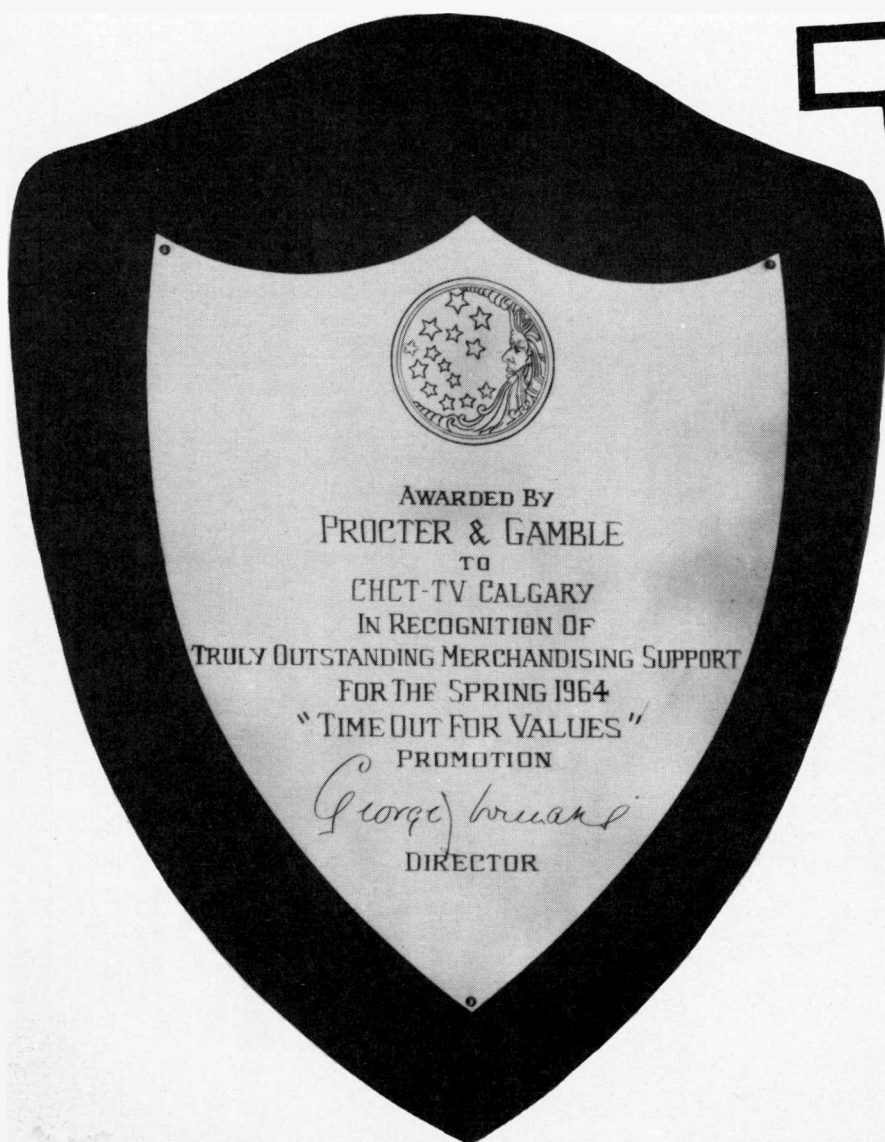 AWARDED BY
PROCTER & GAMBLE
TO
CHCT-TV CALGARY
IN RECOGNITION OF
TRULY OUTSTANDING MERCHANDISING SUPPORT
FOR THE SPRING 1964
"TIME OUT FOR VALUES"
PROMOTION
George
DIRECTOR